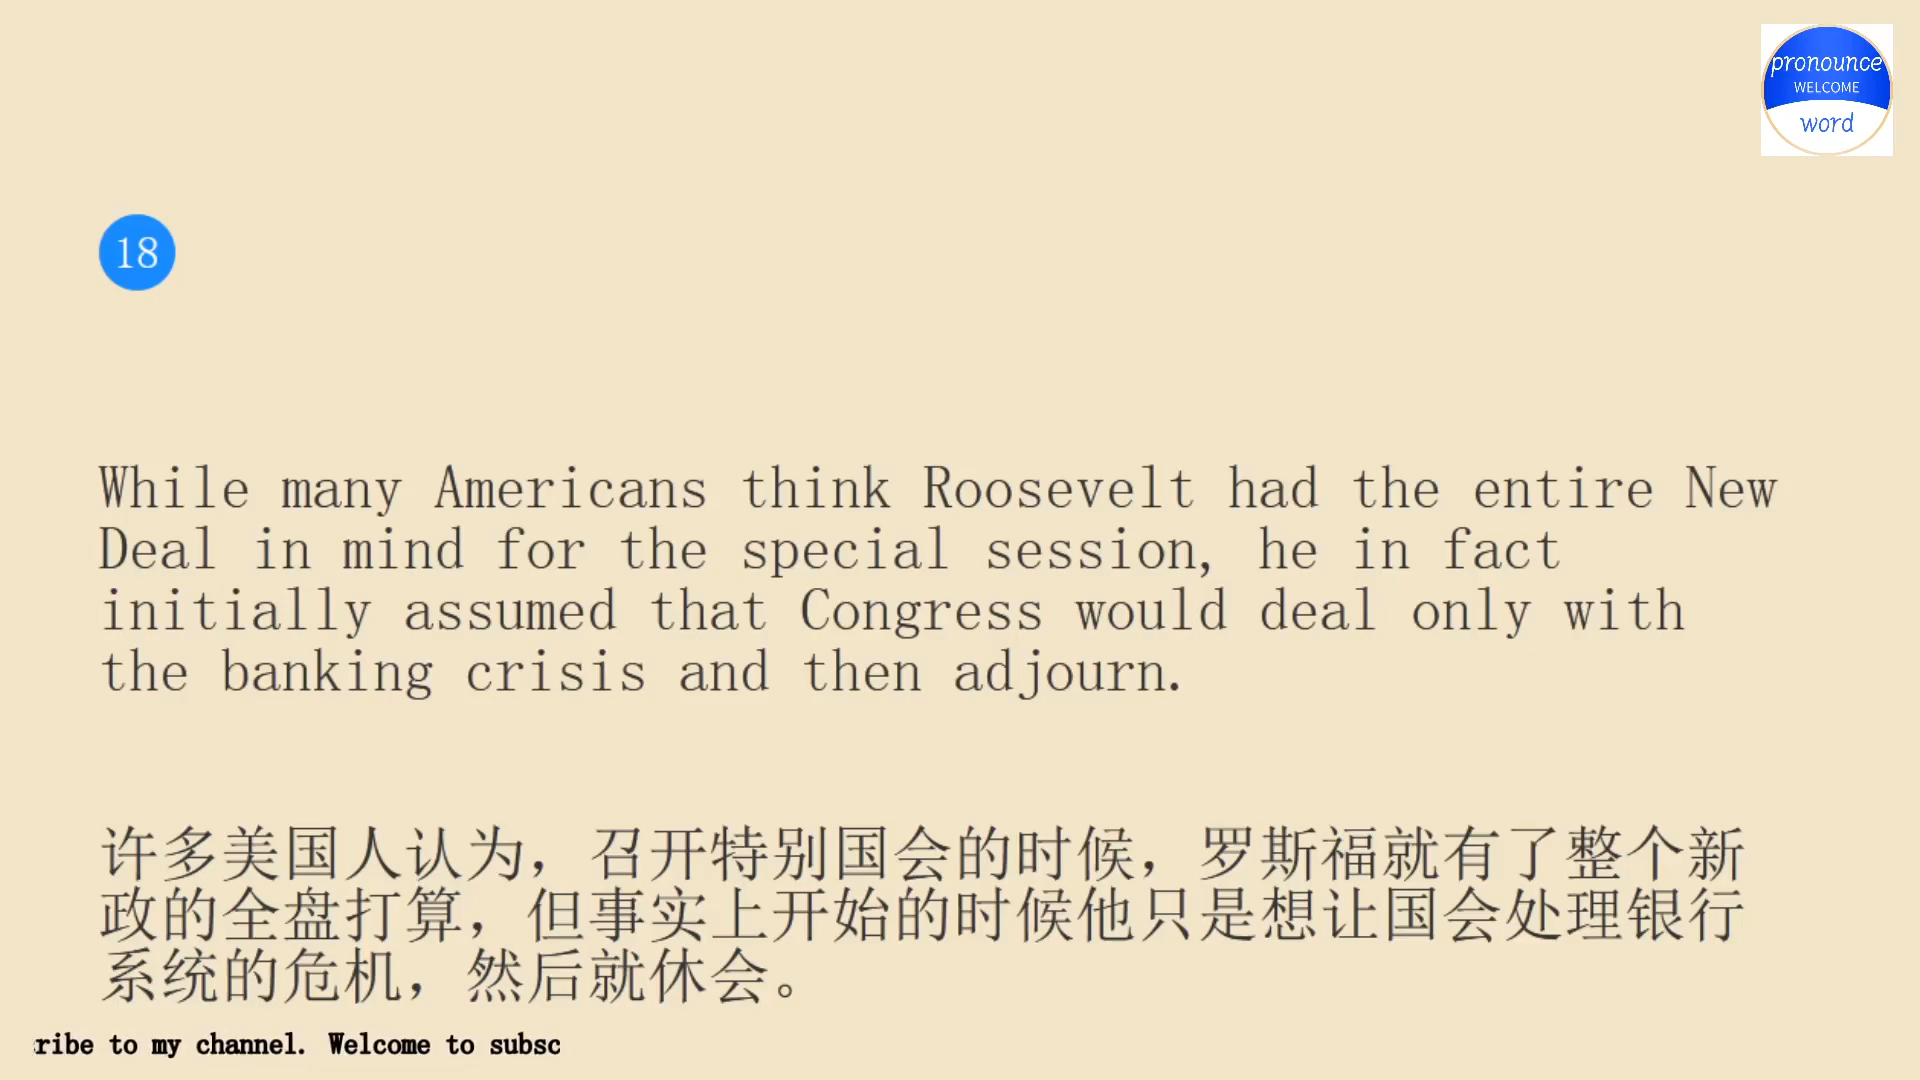 pronounce
WELCOME
word
18
While many Americans think Roosevelt had the entire New
Deal in mind for the special session, he in fact
initially assumed that Congress would deal only with
the banking crisis and then adjourn.
许多美国人认为，召开特别国会的时候，罗斯福就有了整个新
政的全盘打算，但事实上开始的时候他只是想让国会处理银行
系统的危机，然后就休会。
ribe to my channel. Welcome to subsc